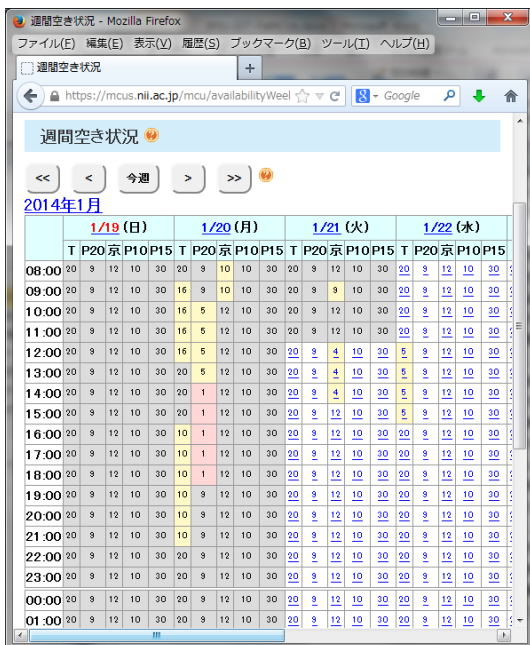 週間空き状況 - Mozilla Firefox
ファイル(F) 編集(E) 表示(V) 履歴(S) ブックマーク(B) ツール(T) ヘルプ(H)
週間空き状況 +
https://mcus.nii.ac.jp/mcu/availabilityWeel Google
週間空き状況
<< < 今週 > >>
2014年1月
1/19 (日) 1/20 (月) 1/21 (火) 1/22 (水)
T P20 京 P10 P15 T P20 京 P10 P15 T P20 京 P10 P15 T P20 京 P10 P15
08:00 20 9 12 10 30 20 9 10 10 30 20 9 12 10 30 20 9 12 10 30
09:00 20 9 12 10 30 16 9 10 10 30 20 9 9 10 30 20 9 12 10 30
10:00 20 9 12 10 30 16 5 12 10 30 20 9 12 10 30 20 9 12 10 30
11:00 20 9 12 10 30 16 5 12 10 30 20 9 12 10 30 20 9 12 10 30
12:00 20 9 12 10 30 16 5 12 10 30 20 9 4 10 30 5 9 12 10 30
13:00 20 9 12 10 30 20 5 12 10 30 20 9 4 10 30 5 9 12 10 30
14:00 20 9 12 10 30 20 1 12 10 30 20 9 4 10 30 5 9 12 10 30
15:00 20 9 12 10 30 20 1 12 10 30 20 9 12 10 30 5 9 12 10 30
16:00 20 9 12 10 30 10 1 12 10 30 20 9 12 10 30 20 9 12 10 30
17:00 20 9 12 10 30 10 1 12 10 30 20 9 12 10 30 20 9 12 10 30
18:00 20 9 12 10 30 10 1 12 10 30 20 9 12 10 30 20 9 12 10 30
19:00 20 9 12 10 30 10 9 12 10 30 20 9 12 10 30 20 9 12 10 30
20:00 20 9 12 10 30 10 9 12 10 30 20 9 12 10 30 20 9 12 10 30
21:00 20 9 12 10 30 10 9 12 10 30 20 9 12 10 30 20 9 12 10 30
22:00 20 9 12 10 30 20 9 12 10 30 20 9 12 10 30 20 9 12 10 30
23:00 20 9 12 10 30 20 9 12 10 30 20 9 12 10 30 20 9 12 10 30
00:00 20 9 12 10 30 20 9 12 10 30 20 9 12 10 30 20 9 12 10 30
01:00 20 9 12 10 30 20 9 12 10 30 20 9 12 10 30 20 9 12 10 30